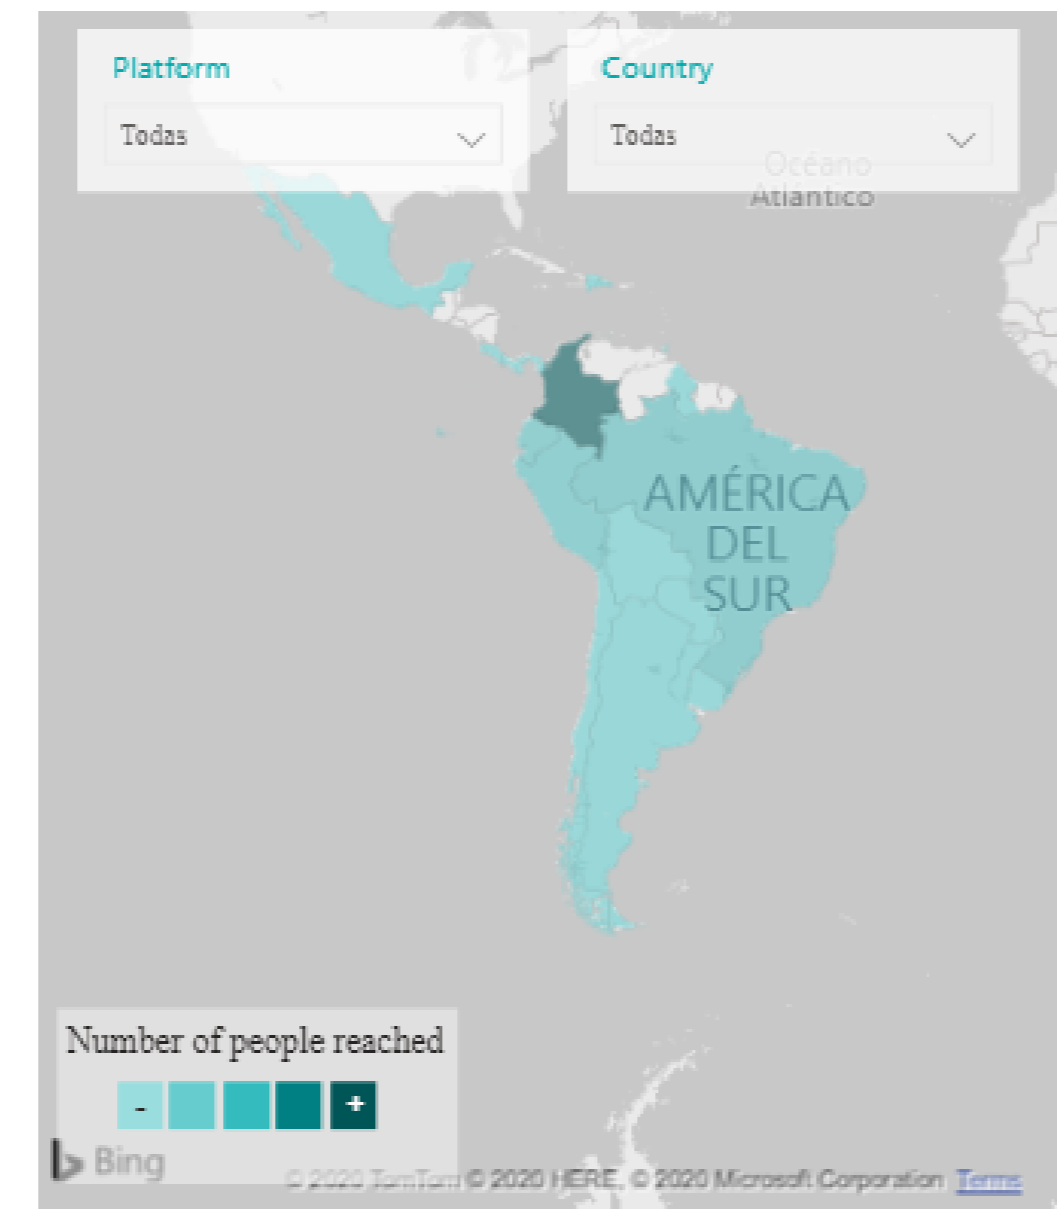 Platform
Country
Todas
Todas
Océano
Atlántico
AMÉRICA
DEL
SUR
Number of people reached
-
+
Bing
© 2020 TomTom © 2020 HERE, © 2020 Microsoft Corporation Terms